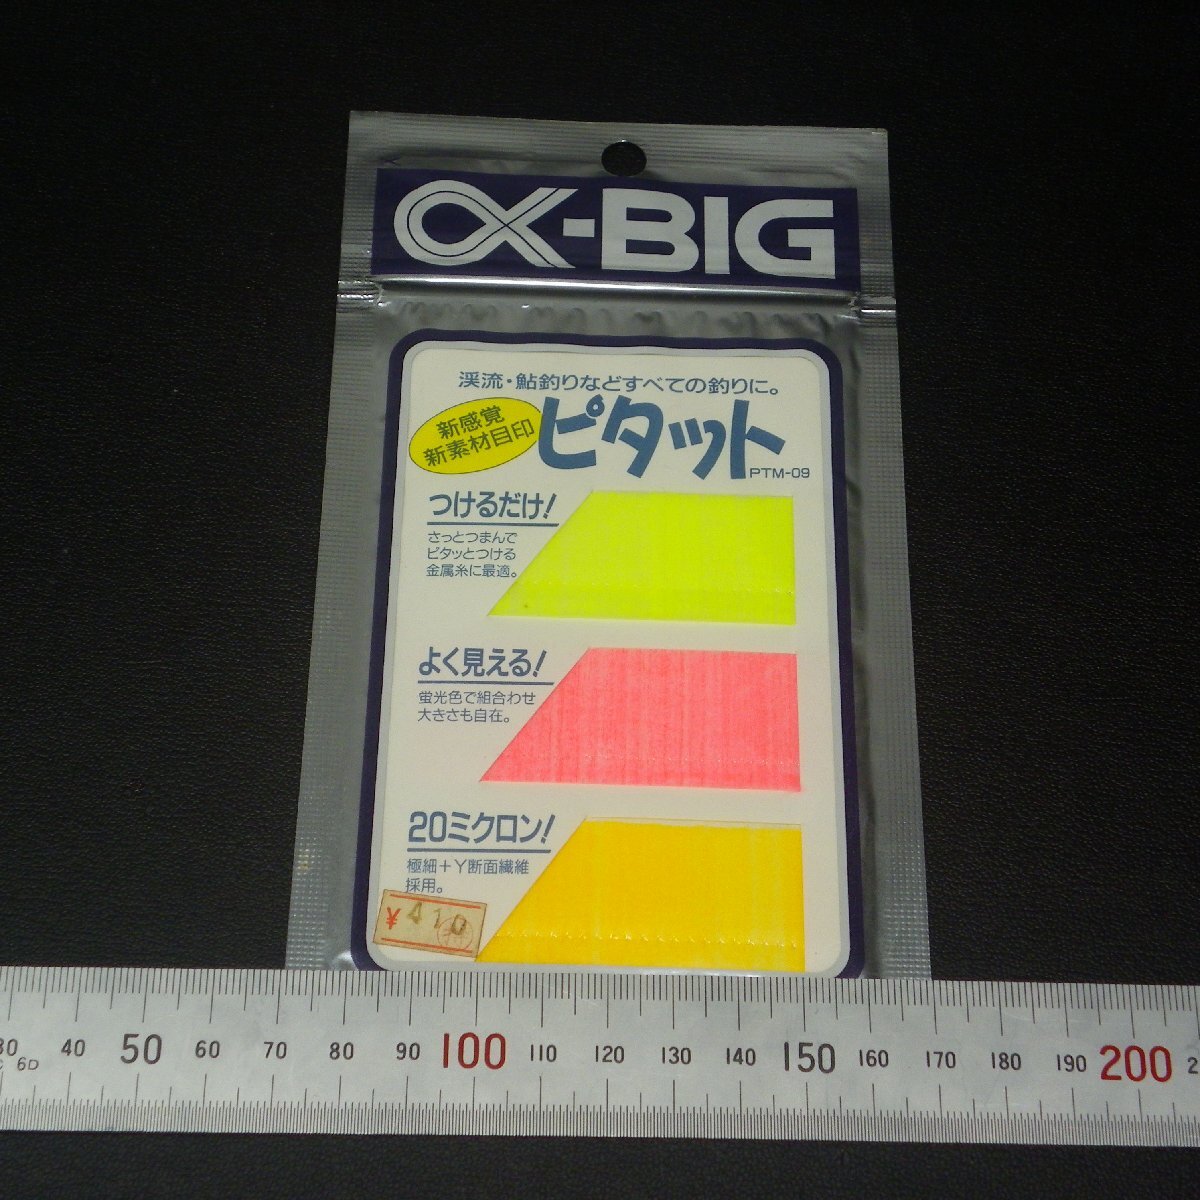 α-BIG
渓流・鮎釣りなどすべての釣りに。
新感覚
新素材目印
ピタット
PTM-09
つけるだけ!
さっとつまんで
ピタッとつける
金属糸に最適。
よく見える!
蛍光色で組合わせ
大きさも自在。
20ミクロン!
極細+Y断面繊維
採用。
¥410
30 40 50 60 70 80 90 100 110 120 130 140 150 160 170 180 190 200 2
C 6D